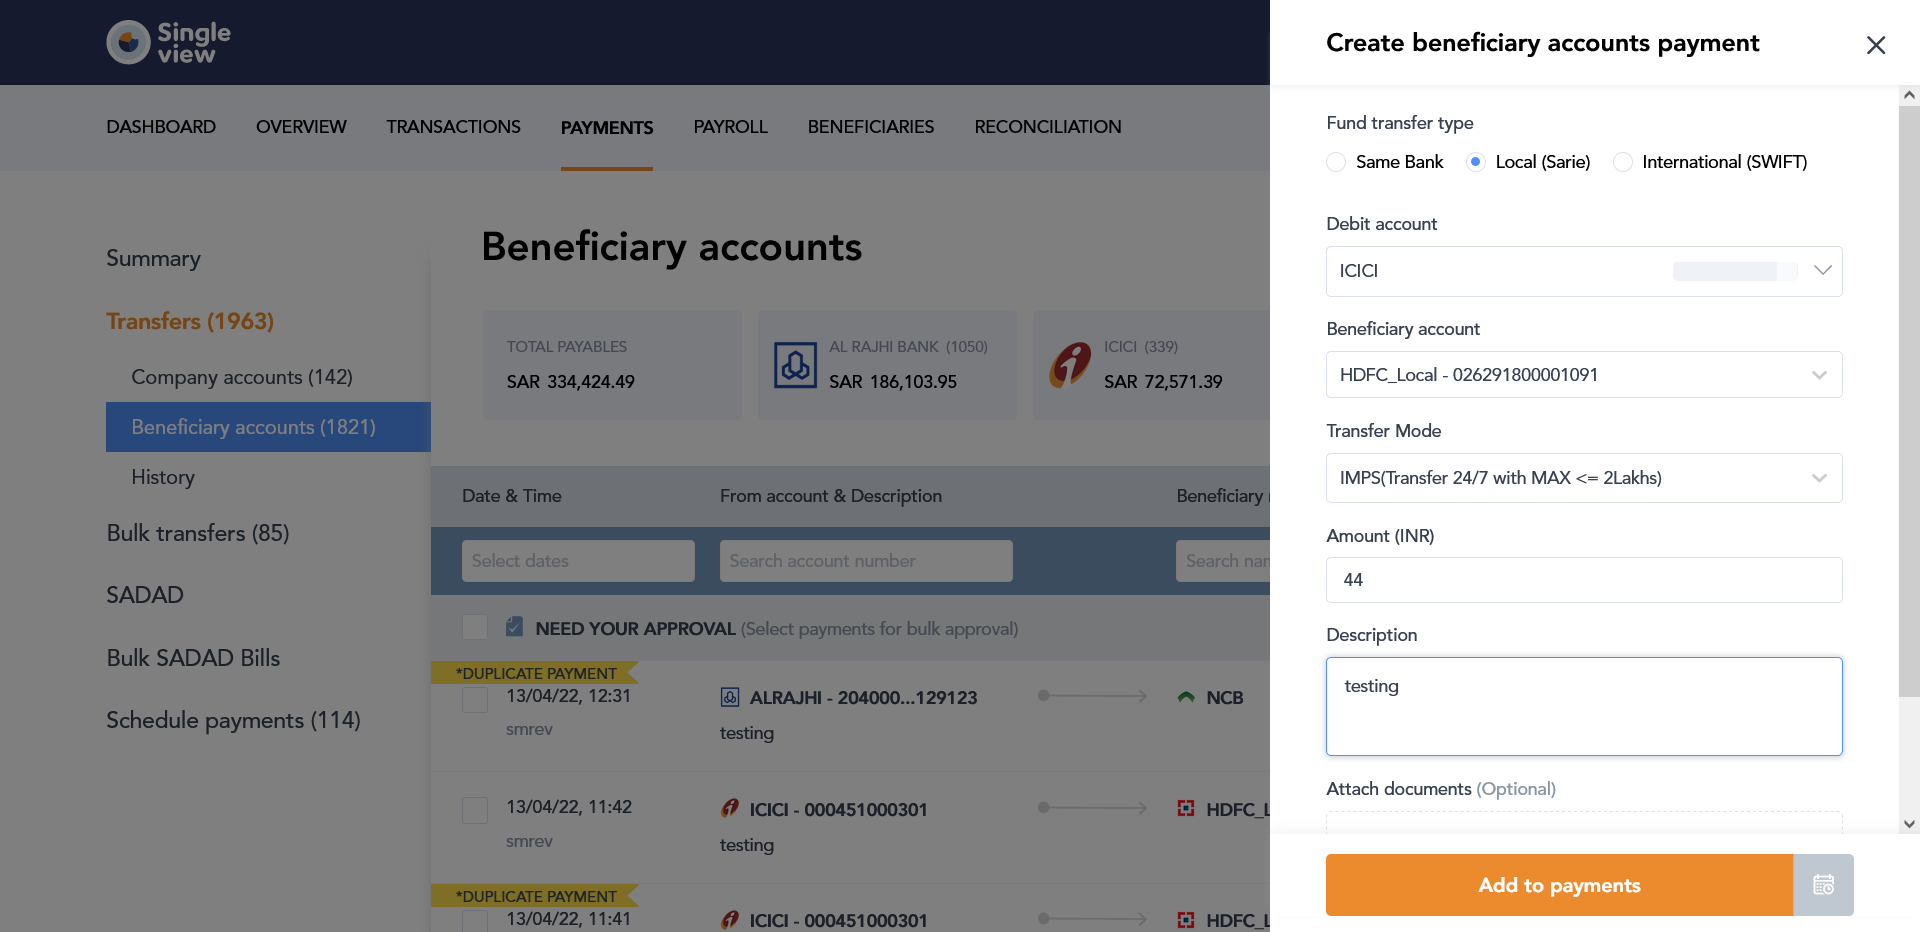 Single
view
DASHBOARD OVERVIEW TRANSACTIONS PAYMENTS PAYROLL BENEFICIARIES RECONCILIATION
Summary
Transfers (1963)
Company accounts (142)
Beneficiary accounts (1821)
History
Bulk transfers (85)
SADAD
Bulk SADAD Bills
Schedule payments (114)
Beneficiary accounts
TOTAL PAYABLES
SAR 334,424.49
AL RAJHI BANK (1050)
SAR 186,103.95
ICICI (339)
SAR 72,571.39
Date & Time From account & Description Beneficiary
Select dates Search account number Search nan
NEED YOUR APPROVAL (Select payments for bulk approval)
*DUPLICATE PAYMENT
13/04/22, 12:31 ALRAJHI - 204000...129123 NCB
smrev testing
13/04/22, 11:42 ICICI - 000451000301 HDFC_L
smrev testing
*DUPLICATE PAYMENT
13/04/22, 11:41 ICICI - 000451000301 HDFC_L
Create beneficiary accounts payment
Fund transfer type
Same Bank Local (Sarie) International (SWIFT)
Debit account
ICICI
Beneficiary account
HDFC_Local - 026291800001091
Transfer Mode
IMPS(Transfer 24/7 with MAX <= 2Lakhs)
Amount (INR)
44
Description
testing
Attach documents (Optional)
Add to payments